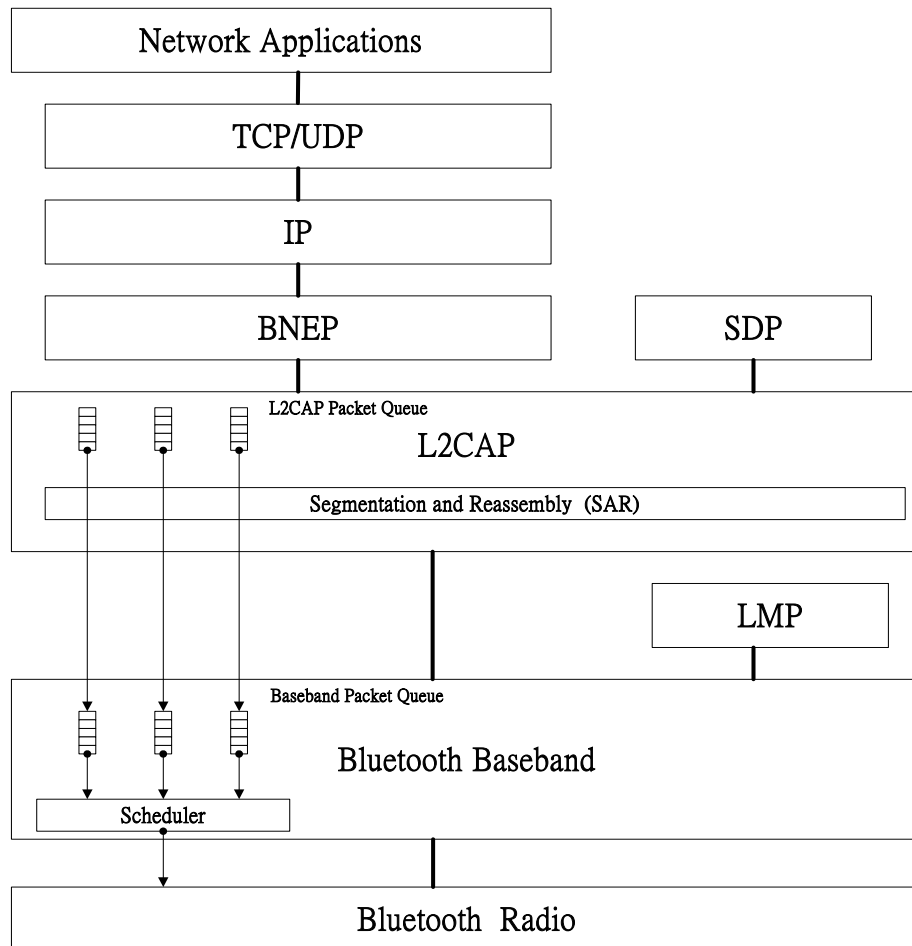 Network Applications
TCP/UDP
IP
BNEP
SDP
L2CAP Packet Queue
L2CAP
Segmentation and Reassembly (SAR)
LMP
Baseband Packet Queue
Bluetooth Baseband
Scheduler
Bluetooth Radio